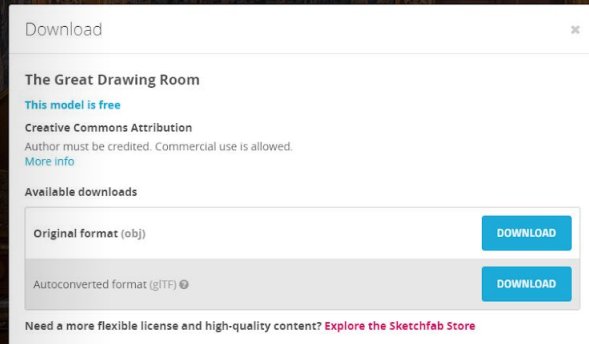 Download ×
The Great Drawing Room
This model is free
Creative Commons Attribution
Author must be credited. Commercial use is allowed.
More info
Available downloads
Original format (obj) DOWNLOAD
Autoconverted format (glTF) ? DOWNLOAD
Need a more flexible license and high-quality content? Explore the Sketchfab Store